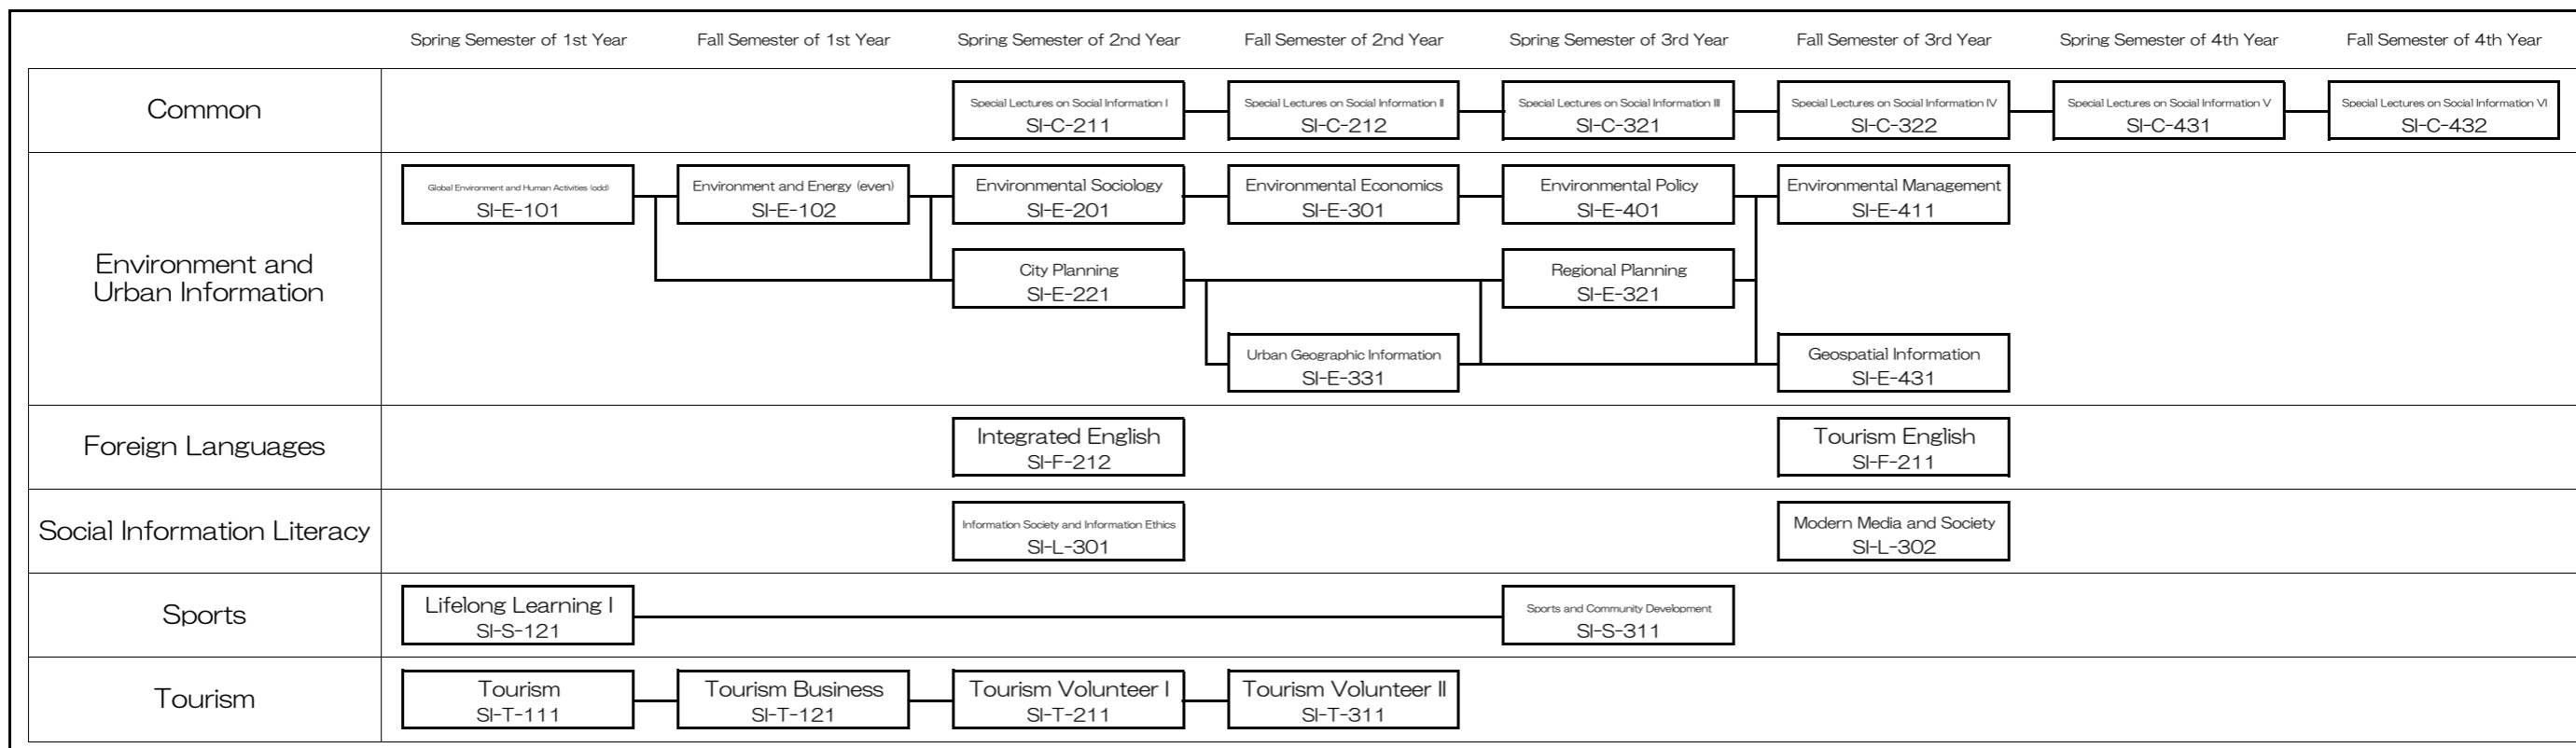 Spring Semester of 1st Year
Fall Semester of 1st Year
Spring Semester of 2nd Year
Fall Semester of 2nd Year
Spring Semester of 3rd Year
Fall Semester of 3rd Year
Spring Semester of 4th Year
Fall Semester of 4th Year
Common
Special Lectures on Social Information Ⅰ
SI-C-211
Special Lectures on Social Information Ⅱ
SI-C-212
Special Lectures on Social Information Ⅲ
SI-C-321
Special Lectures on Social Information Ⅳ
SI-C-322
Special Lectures on Social Information Ⅴ
SI-C-431
Special Lectures on Social Information Ⅵ
SI-C-432
Environment and
Urban Information
Global Environment and Human Activities (odd)
SI-E-101
Environment and Energy (even)
SI-E-102
Environmental Sociology
SI-E-201
Environmental Economics
SI-E-301
Environmental Policy
SI-E-401
Environmental Management
SI-E-411
City Planning
SI-E-221
Regional Planning
SI-E-321
Urban Geographic Information
SI-E-331
Geospatial Information
SI-E-431
Foreign Languages
Integrated English
SI-F-212
Tourism English
SI-F-211
Social Information Literacy
Information Society and Information Ethics
SI-L-301
Modern Media and Society
SI-L-302
Sports
Lifelong Learning Ⅰ
SI-S-121
Sports and Community Development
SI-S-311
Tourism
Tourism
SI-T-111
Tourism Business
SI-T-121
Tourism Volunteer Ⅰ
SI-T-211
Tourism Volunteer Ⅱ
SI-T-311